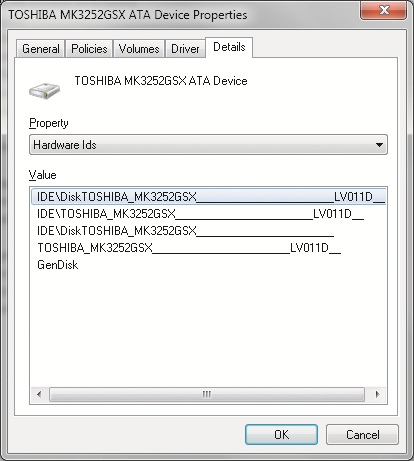 TOSHIBA MK3252GSX ATA Device Properties
General Policies Volumes Driver Details
TOSHIBA MK3252GSX ATA Device
Property
Hardware Ids
Value
IDE\DiskTOSHIBA_MK3252GSX_______________________LV011D__
IDE\TOSHIBA_MK3252GSX_______________________LV011D__
IDE\DiskTOSHIBA_MK3252GSX_______________________
TOSHIBA_MK3252GSX_______________________LV011D__
GenDisk
OK Cancel